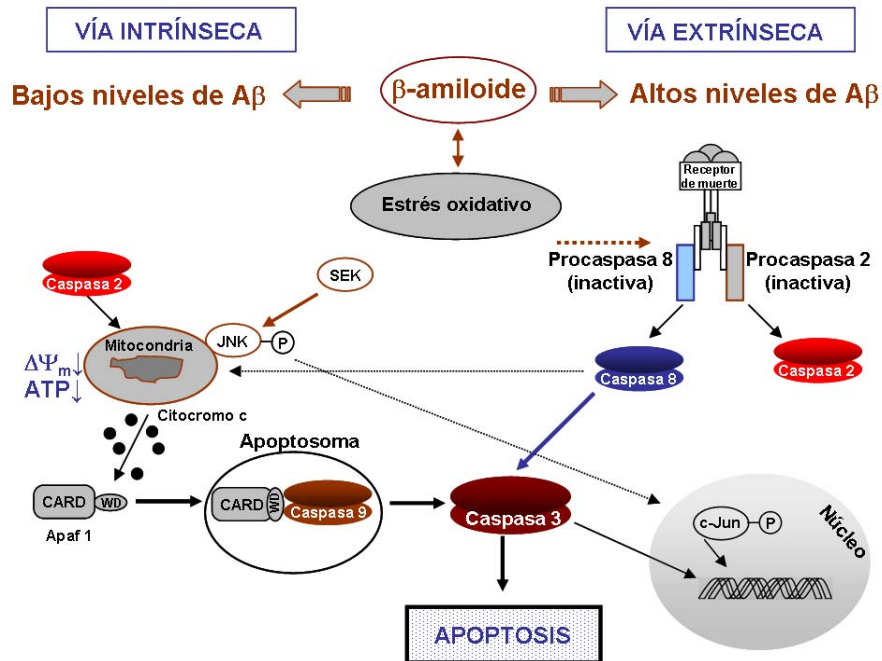 VÍA INTRÍNSECA
VÍA EXTRÍNSECA
Bajos niveles de Aβ
β-amiloide
Altos niveles de Aβ
Estrés oxidativo
Receptor
de muerte
Procaspasa 8
(inactiva)
Procaspasa 2
(inactiva)
Caspasa 2
SEK
Mitocondria
JNK
P
ΔΨm↓
ATP↓
Caspasa 8
Caspasa 2
Citocromo c
Apoptosoma
CARD
WD
Apaf 1
CARD
WD
Caspasa 9
Caspasa 3
c-Jun
P
Núcleo
APOPTOSIS